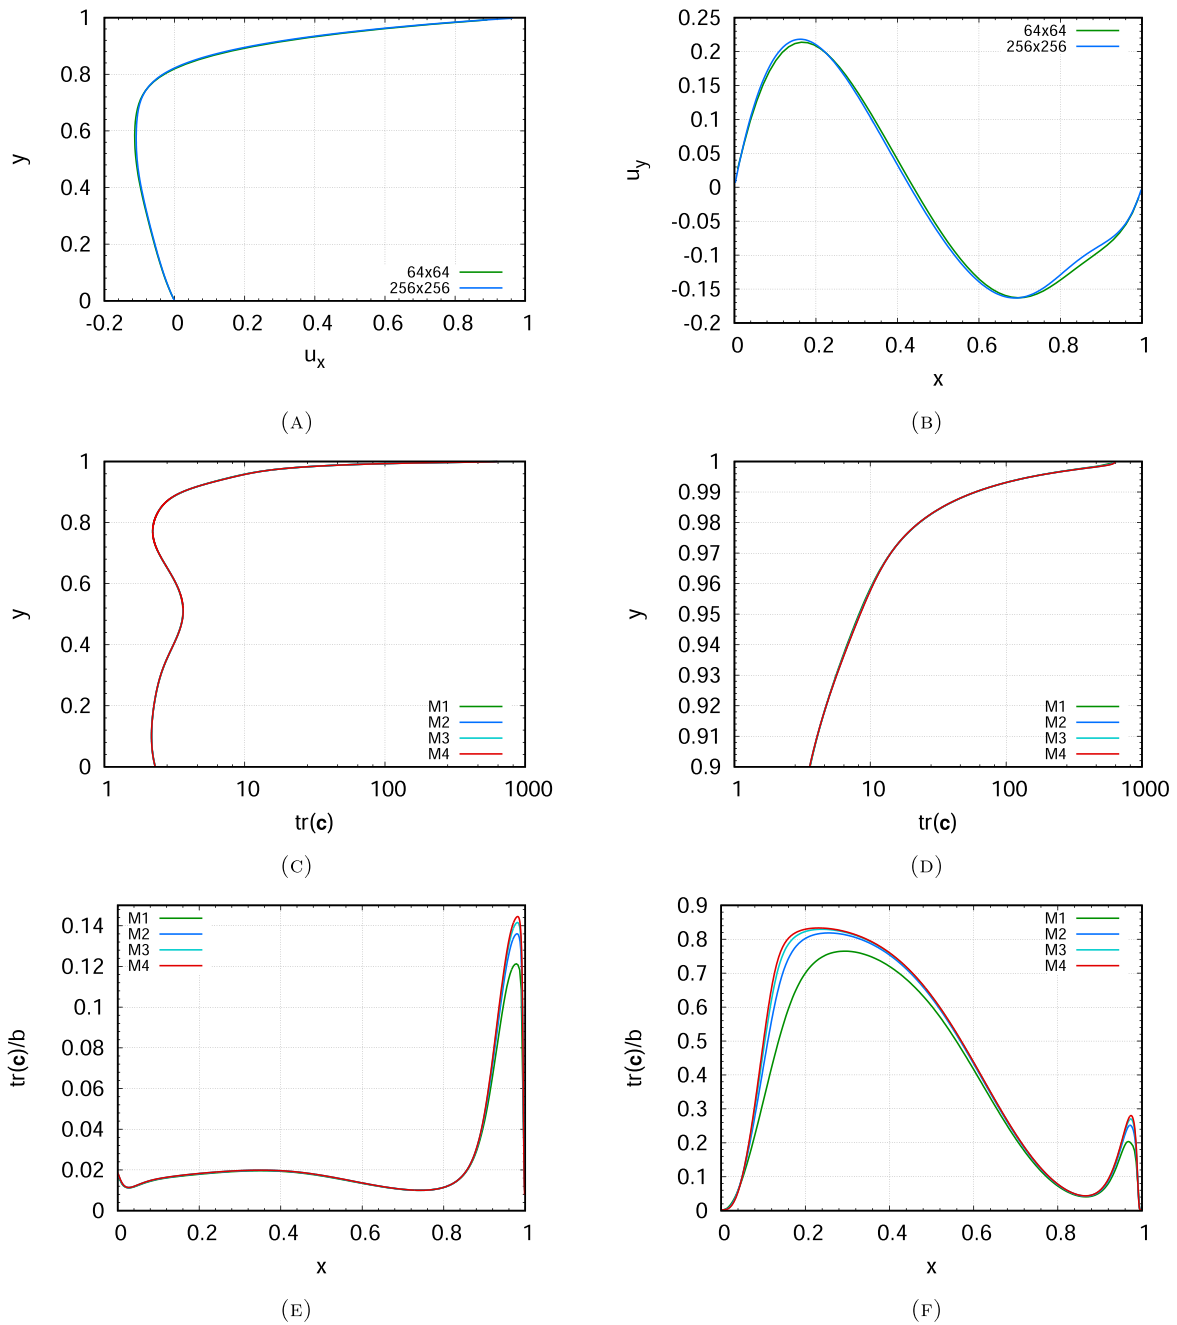 1
0.8
0.6
0.4
0.2
0
y
64x64
256x256
-0.2
0
0.2
0.4
0.6
0.8
1
u_x
(A)
0.25
0.2
0.15
0.1
0.05
0
-0.05
-0.1
-0.15
-0.2
u_y
64x64
256x256
0
0.2
0.4
0.6
0.8
1
x
(B)
1
0.8
0.6
0.4
0.2
0
y
M1
M2
M3
M4
1
10
100
1000
tr(c)
(C)
1
0.99
0.98
0.97
0.96
0.95
0.94
0.93
0.92
0.91
0.9
y
M1
M2
M3
M4
1
10
100
1000
tr(c)
(D)
0.14
0.12
0.1
0.08
0.06
0.04
0.02
0
tr(c)/b
M1
M2
M3
M4
0
0.2
0.4
0.6
0.8
1
x
(E)
0.9
0.8
0.7
0.6
0.5
0.4
0.3
0.2
0.1
0
tr(c)/b
M1
M2
M3
M4
0
0.2
0.4
0.6
0.8
1
x
(F)